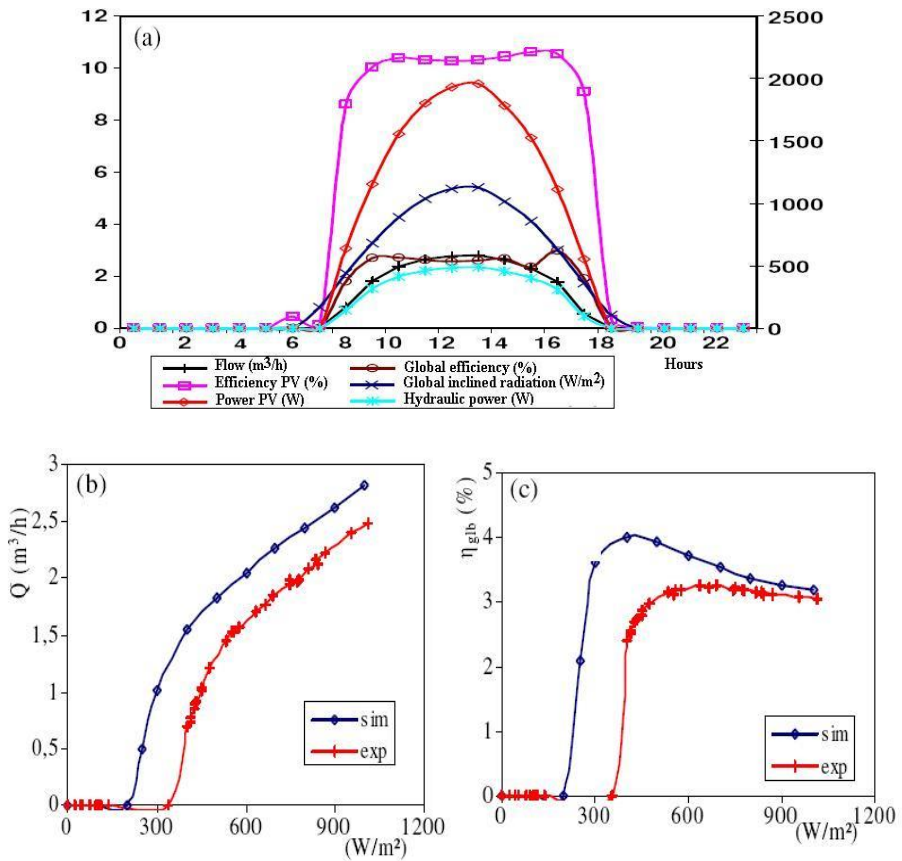 (a)
12
10
8
6
4
2
0
2500
2000
1500
1000
500
0
0 2 4 6 8 10 12 14 16 18 20 22
Hours
Flow (m³/h)
Global efficiency (%)
Efficiency PV (%)
Global inclined radiation (W/m²)
Power PV (W)
Hydraulic power (W)
(b)
Q (m³/h)
3
2,5
2
1,5
1
0,5
0
0 300 600 900 1200
(W/m²)
sim
exp
(c)
ηglb (%)
5
4
3
2
1
0
0 300 600 900 1200
(W/m²)
sim
exp